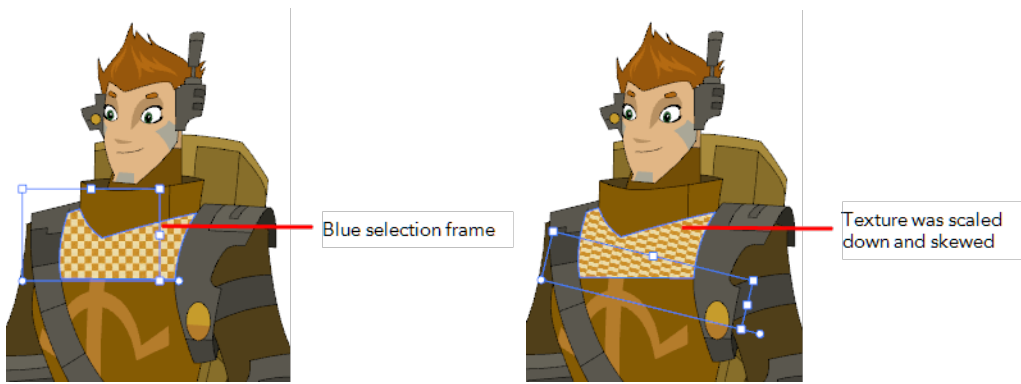 Blue selection frame
Texture was scaled
down and skewed